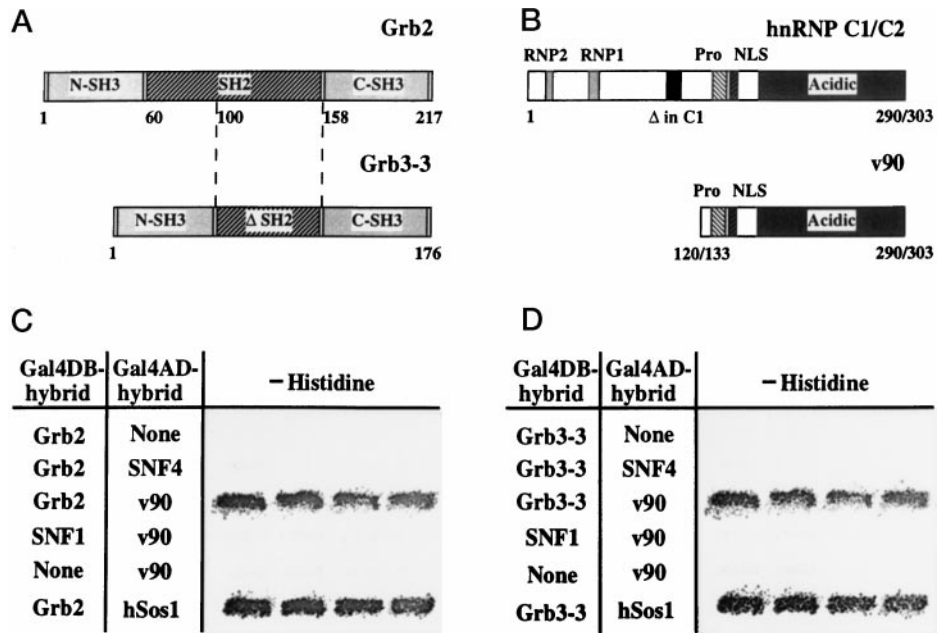 A
Grb2
N-SH3 SH2 C-SH3
1 60 100 158 217
Grb3-3
N-SH3 Δ SH2 C-SH3
1 176
B
hnRNP C1/C2
RNP2 RNP1 Pro NLS
Acidic
1 Δ in C1 290/303
v90
Pro NLS
Acidic
120/133 290/303
C
Gal4DB- Gal4AD-
hybrid hybrid – Histidine
Grb2 None
Grb2 SNF4
Grb2 v90
SNF1 v90
None v90
Grb2 hSos1
D
Gal4DB- Gal4AD-
hybrid hybrid – Histidine
Grb3-3 None
Grb3-3 SNF4
Grb3-3 v90
SNF1 v90
None v90
Grb3-3 hSos1